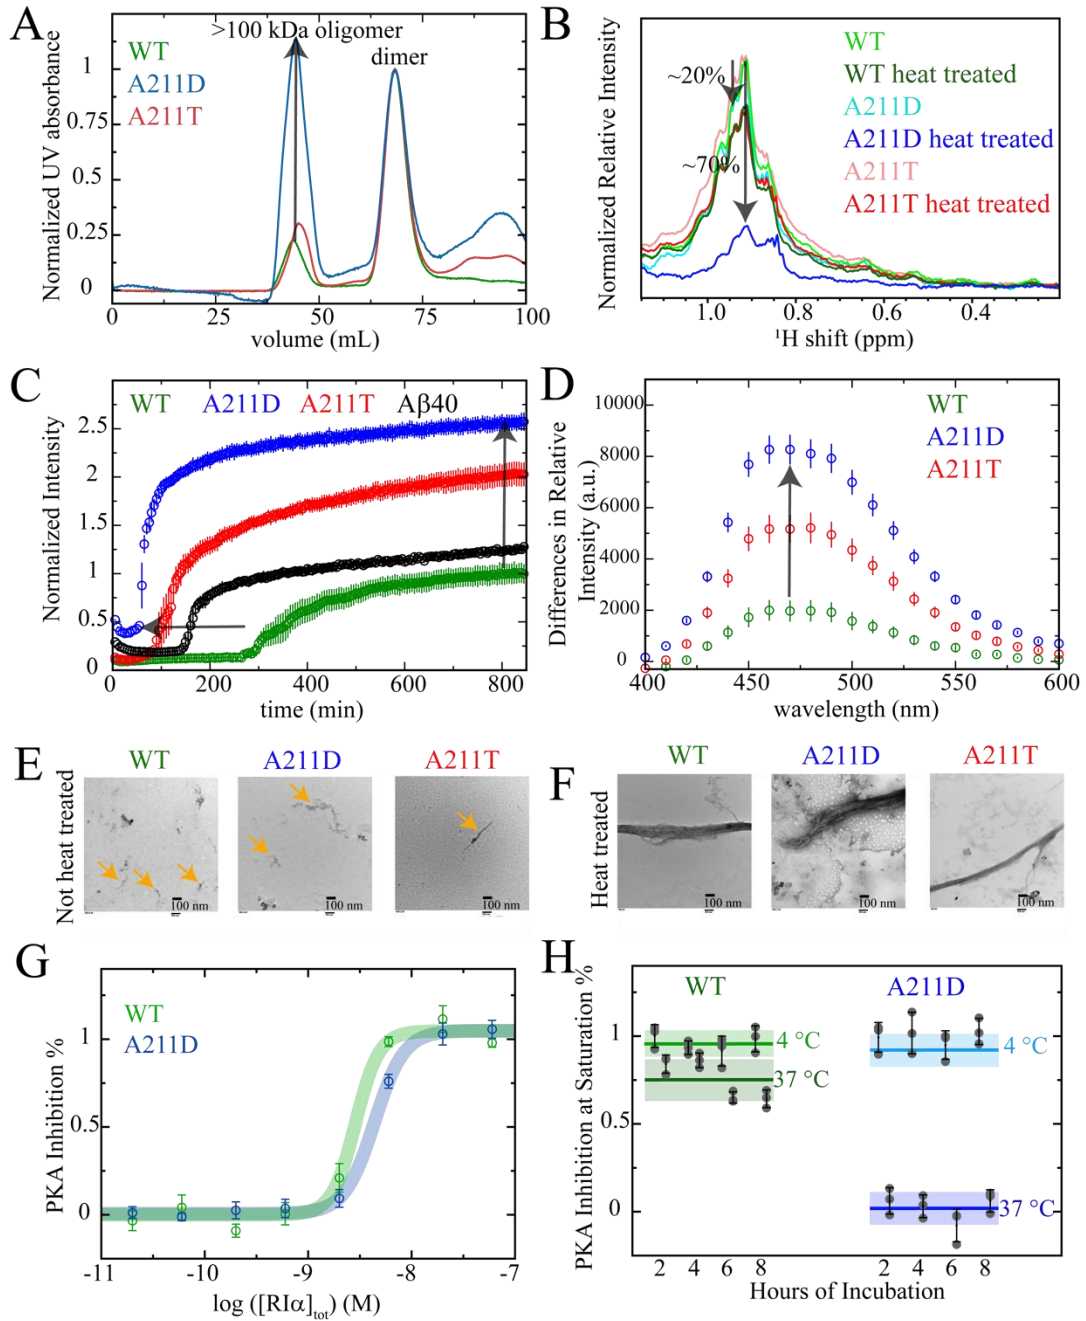 A
>100 kDa oligomer
dimer
WT
A211D
A211T
Normalized UV absorbance
1
0.75
0.5
0.25
0
0
25
50
75
100
volume (mL)
B
~20%
~70%
WT
WT heat treated
A211D
A211D heat treated
A211T
A211T heat treated
Normalized Relative Intensity
1.0
0.8
0.6
0.4
¹H shift (ppm)
C
WT
A211D
A211T
Aβ40
Normalized Intensity
2.5
2
1.5
1
0.5
0
0
200
400
600
800
time (min)
D
WT
A211D
A211T
Differences in Relative
Intensity (a.u.)
10000
8000
6000
4000
2000
0
400
450
500
550
600
wavelength (nm)
E
WT
A211D
A211T
Not heat treated
100 nm
100 nm
100 nm
F
WT
A211D
A211T
Heat treated
100 nm
100 nm
100 nm
G
WT
A211D
PKA Inhibition %
1
0.5
0
-11
-10
-9
-8
-7
log ([RIα]tot) (M)
H
WT
A211D
4 °C
37 °C
4 °C
37 °C
PKA Inhibition at Saturation %
1
0.5
0
2
4
6
8
2
4
6
8
Hours of Incubation